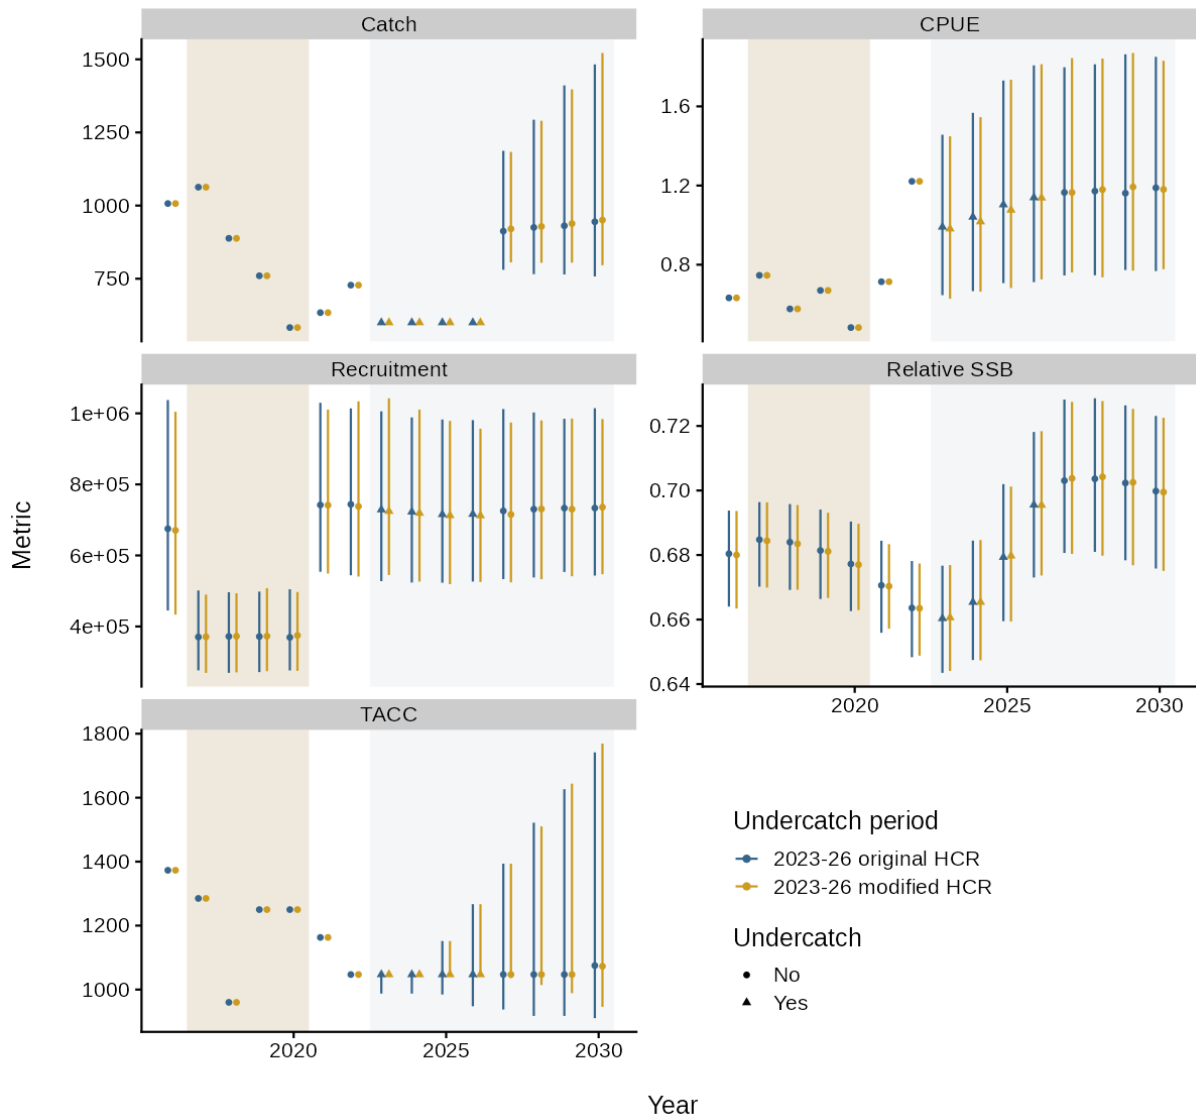 Catch
CPUE
1500
1250
1000
750
1.6
1.2
0.8
Recruitment
Relative SSB
1e+06
8e+05
6e+05
4e+05
0.72
0.70
0.68
0.66
0.64
2020
2025
2030
Metric
TACC
1800
1600
1400
1200
1000
2020
2025
2030
Undercatch period
2023-26 original HCR
2023-26 modified HCR
Undercatch
No
Yes
Year